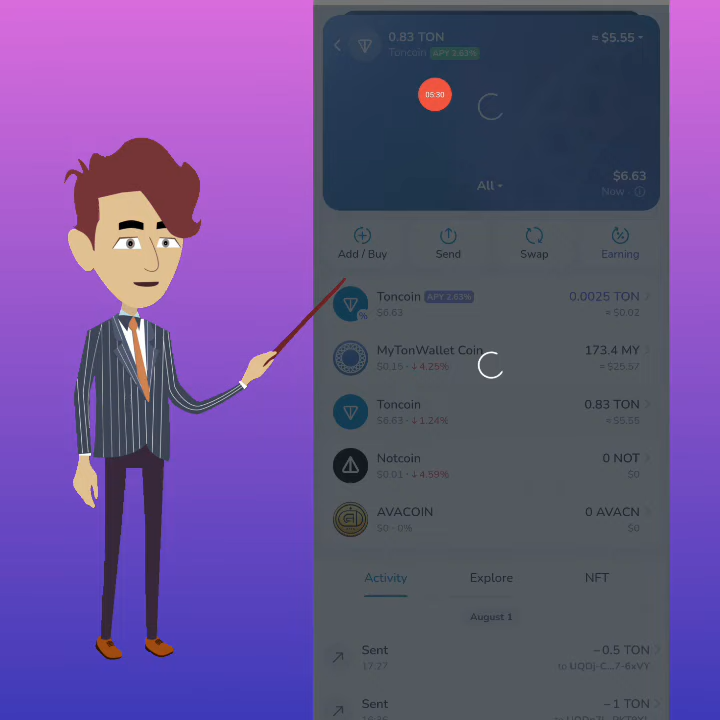 0.83 TON
≈ $5.55
Toncoin APY 3.63%
05:30
All
$6.63
Now
Add / Buy
Send
Swap
Earning
Toncoin APY 3.63%
0.0025 TON
$6.63
≈ $0.02
MyTonWallet Coin
173.4 MY
$0.15 · ↓ 4.25%
≈ $25.57
Toncoin
0.83 TON
$6.63 · ↓ 1.24%
≈ $5.55
Notcoin
0 NOT
$0.01 · ↓ 4.59%
$0
AVACOIN
0 AVACN
$0 · 0%
$0
Activity
Explore
NFT
August 1
Sent
– 0.5 TON
17:27
to UQDj-C...7-6xVY
Sent
– 1 TON